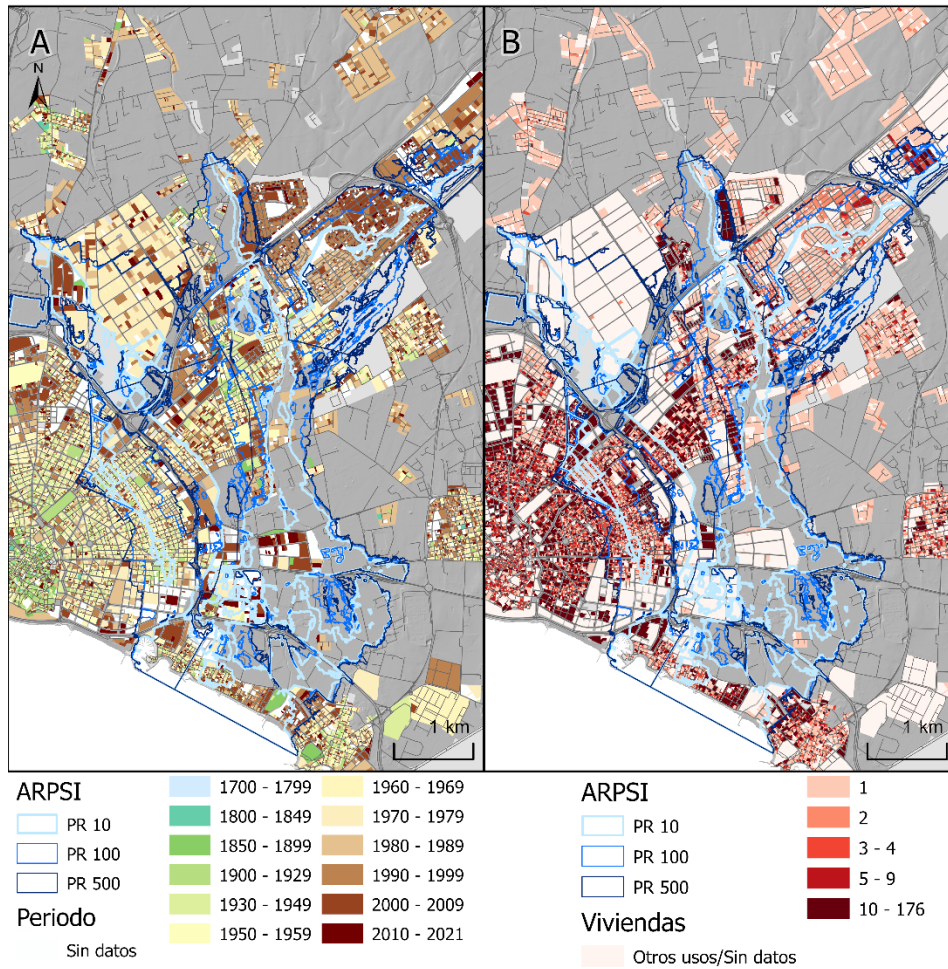 A
B
N
1 km
1 km
ARPSI
PR 10
PR 100
PR 500
Periodo
Sin datos
1700 - 1799
1800 - 1849
1850 - 1899
1900 - 1929
1930 - 1949
1950 - 1959
1960 - 1969
1970 - 1979
1980 - 1989
1990 - 1999
2000 - 2009
2010 - 2021
ARPSI
PR 10
PR 100
PR 500
Viviendas
Otros usos/Sin datos
1
2
3 - 4
5 - 9
10 - 176